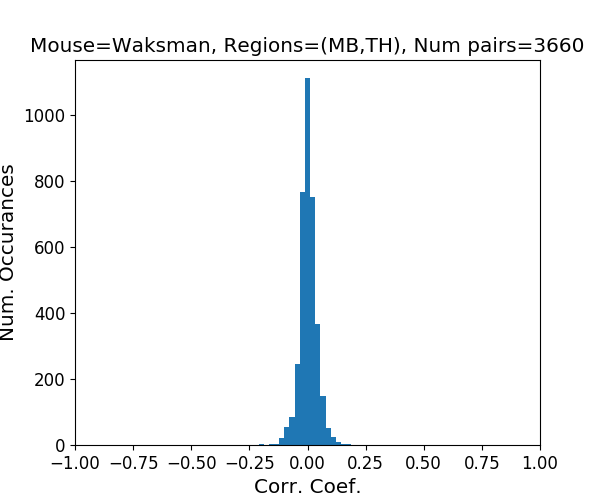 Mouse=Waksman, Regions=(MB,TH), Num pairs=3660
1000
800
600
400
200
0
Num. Occurances
−1.00 −0.75 −0.50 −0.25 0.00 0.25 0.50 0.75 1.00
Corr. Coef.